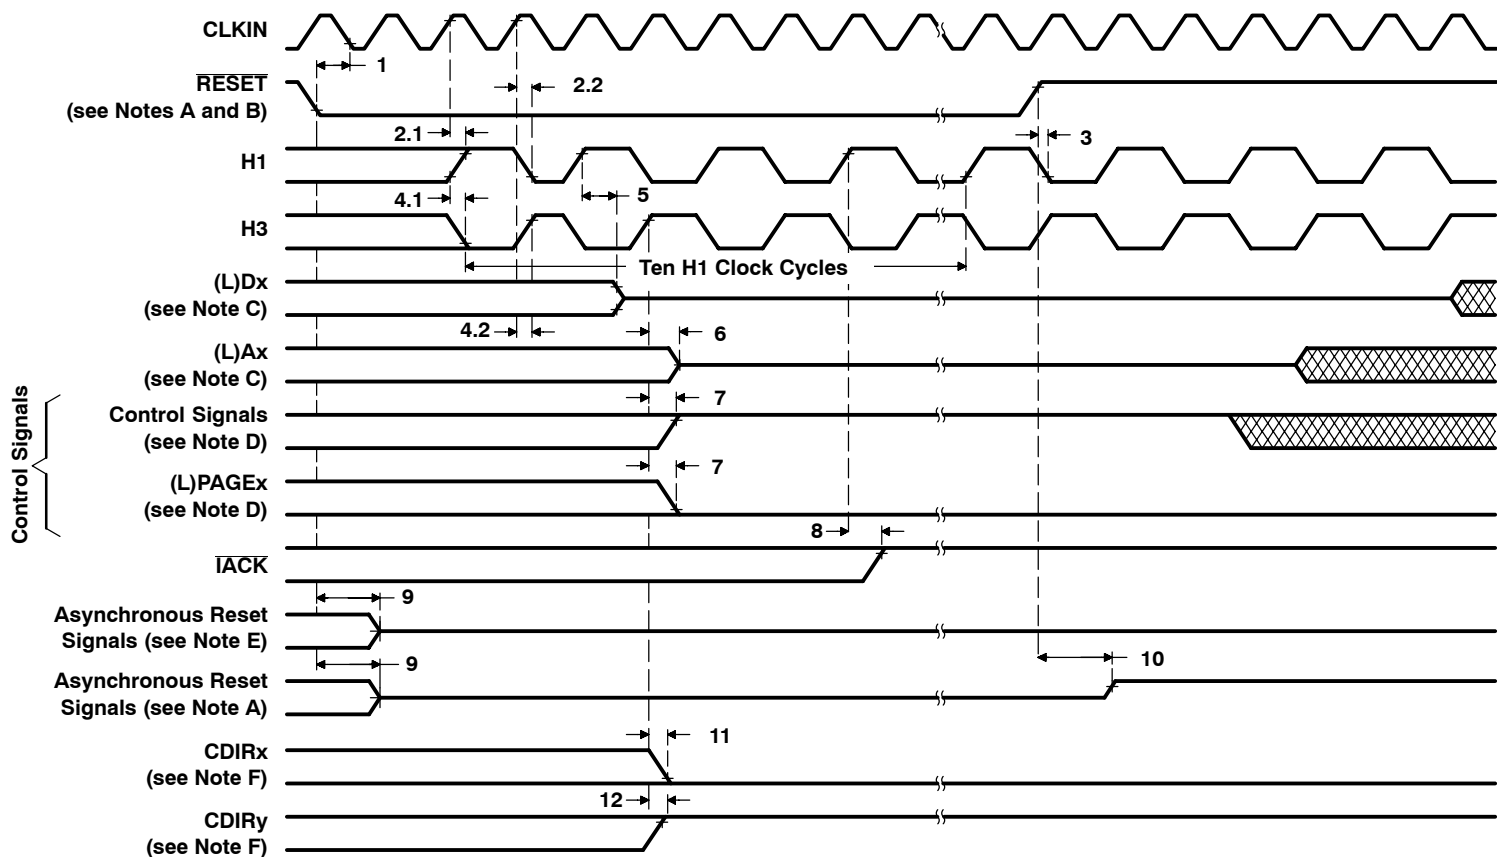 CLKIN
1
RESET
2.2
(see Notes A and B)
2.1
3
H1
4.1
5
H3
Ten H1 Clock Cycles
(L)Dx
(see Note C)
4.2
6
(L)Ax
(see Note C)
7
Control Signals
Control Signals
(see Note D)
7
(L)PAGEx
(see Note D)
8
IACK
9
Asynchronous Reset
Signals (see Note E)
9
10
Asynchronous Reset
Signals (see Note A)
11
CDIRx
(see Note F)
12
CDIRy
(see Note F)